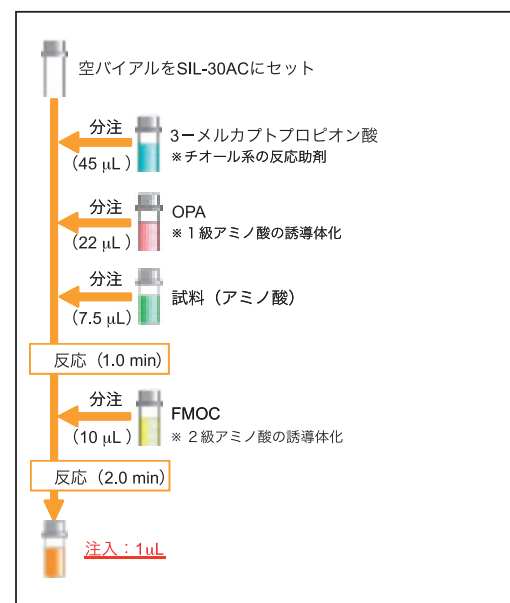 空バイアルをSIL-30ACにセット
分注
(45 µL)
3ーメルカプトプロピオン酸
※チオール系の反応助剤
分注
(22 µL)
OPA
※1級アミノ酸の誘導体化
分注
(7.5 µL)
試料（アミノ酸）
反応（1.0 min）
分注
(10 µL)
FMOC
※ 2級アミノ酸の誘導体化
反応（2.0 min）
注入：1uL